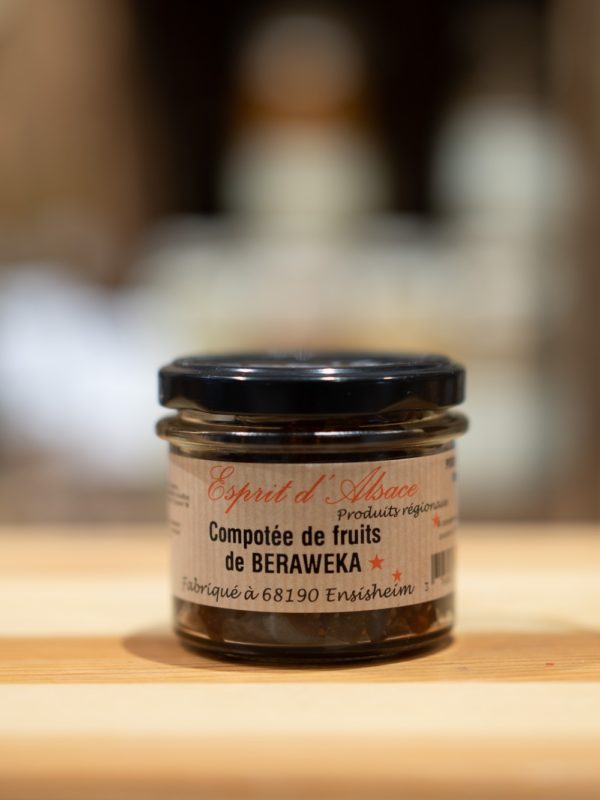 Esprit d'Alsace
Produits régionaux
Compotée de fruits
de BERAWEKA
Fabriqué à 68190 Ensisheim